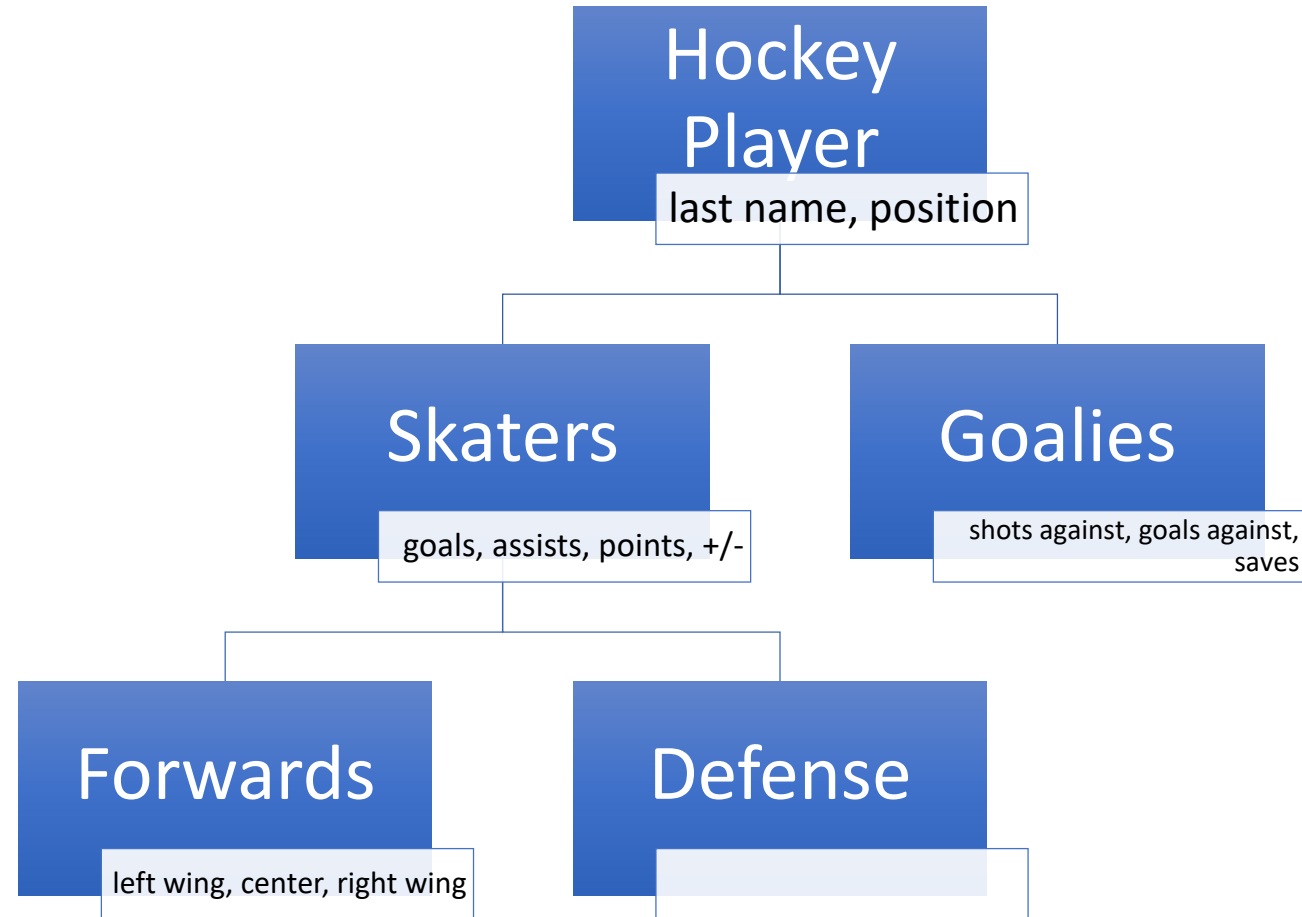 Hockey
Player
last name, position
Skaters
Goalies
goals, assists, points, +/-
shots against, goals against,
saves
Forwards
Defense
left wing, center, right wing